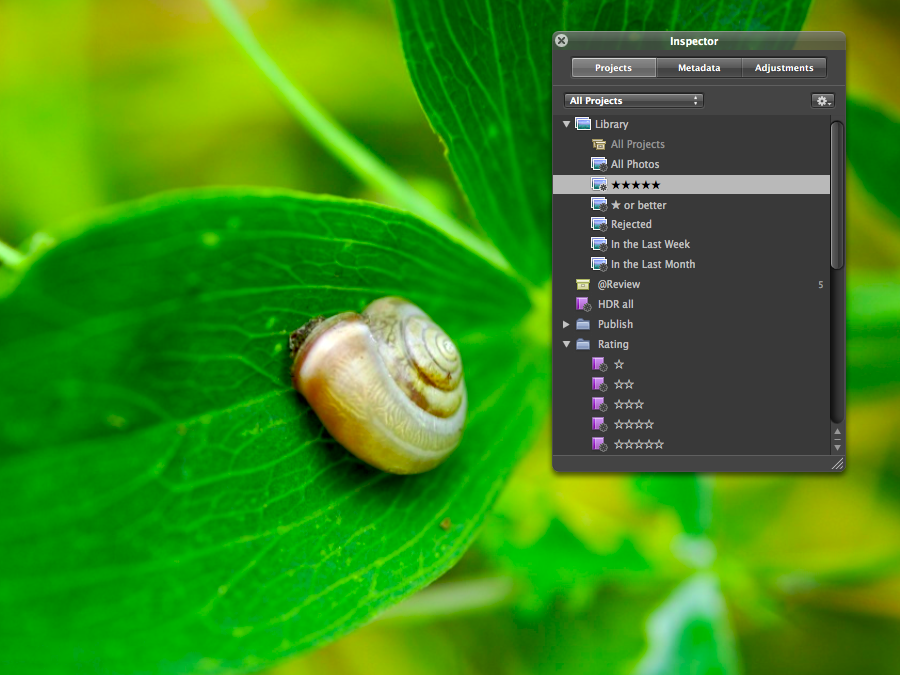 Inspector
Projects Metadata Adjustments
All Projects
Library
All Projects
All Photos
★★★★★
★ or better
Rejected
In the Last Week
In the Last Month
@Review 5
HDR all
Publish
Rating
☆
☆☆
☆☆☆
☆☆☆☆
☆☆☆☆☆